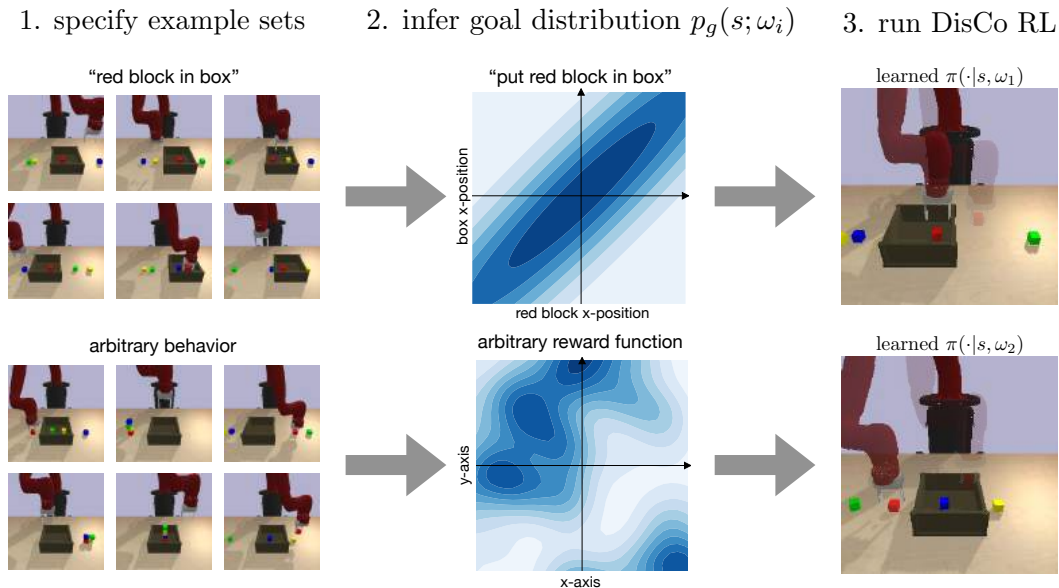 1. specify example sets
2. infer goal distribution $p_g(s; \omega_i)$
3. run DisCo RL
“red block in box”
“put red block in box”
learned $\pi(\cdot|s, \omega_1)$
box x-position
red block x-position
arbitrary behavior
arbitrary reward function
learned $\pi(\cdot|s, \omega_2)$
y-axis
x-axis